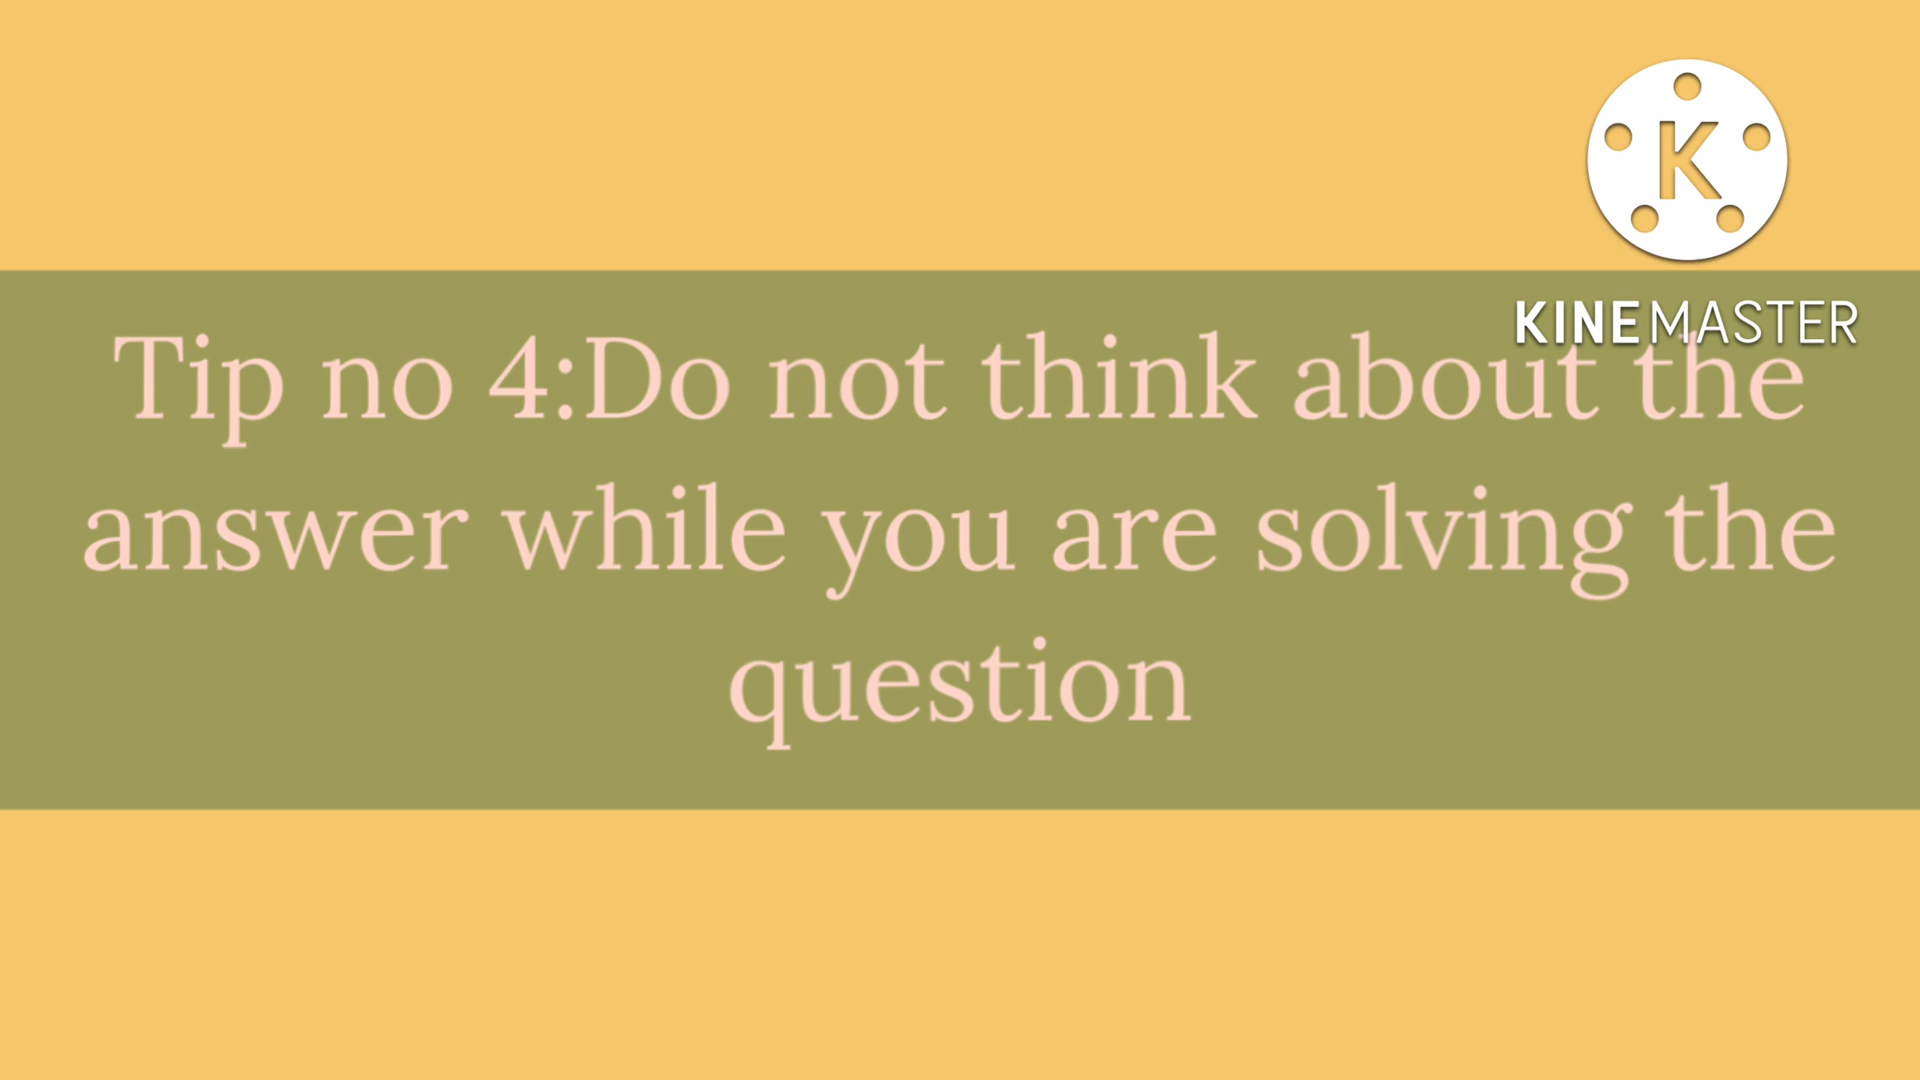 K
KINEMASTER
Tip no 4:Do not think about the
answer while you are solving the
question